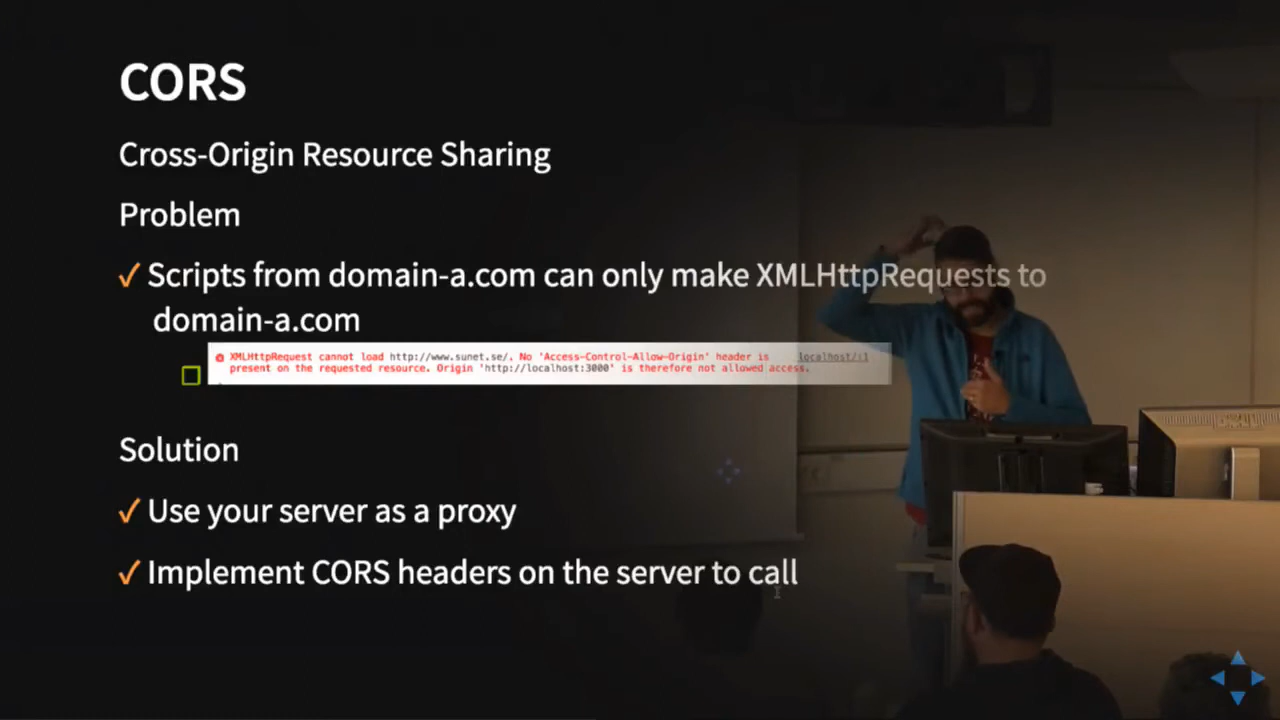 CORS
Cross-Origin Resource Sharing
Problem
✓ Scripts from domain-a.com can only make XMLHttpRequests to
domain-a.com
XMLHttpRequest cannot load http://www.sunet.se/. No 'Access-Control-Allow-Origin' header is localhost/:1
present on the requested resource. Origin 'http://localhost:3000' is therefore not allowed access.
Solution
✓ Use your server as a proxy
✓ Implement CORS headers on the server to call